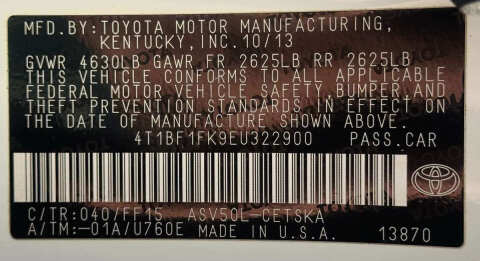 MFD.BY:TOYOTA MOTOR MANUFACTURING,
KENTUCKY,INC.10/13
GVWR 4630LB GAWR FR 2625LB RR 2625LB
THIS VEHICLE CONFORMS TO ALL APPLICABLE
FEDERAL MOTOR VEHICLE SAFETY, BUMPER,AND
THEFT PREVENTION STANDARDS IN EFFECT ON
THE DATE OF MANUFACTURE SHOWN ABOVE.
4T1BF1FK9EU322900 PASS.CAR
C/TR:040/FF15 ASV50L-CETSKA
A/TM:-01A/U760E MADE IN U.S.A. 13870